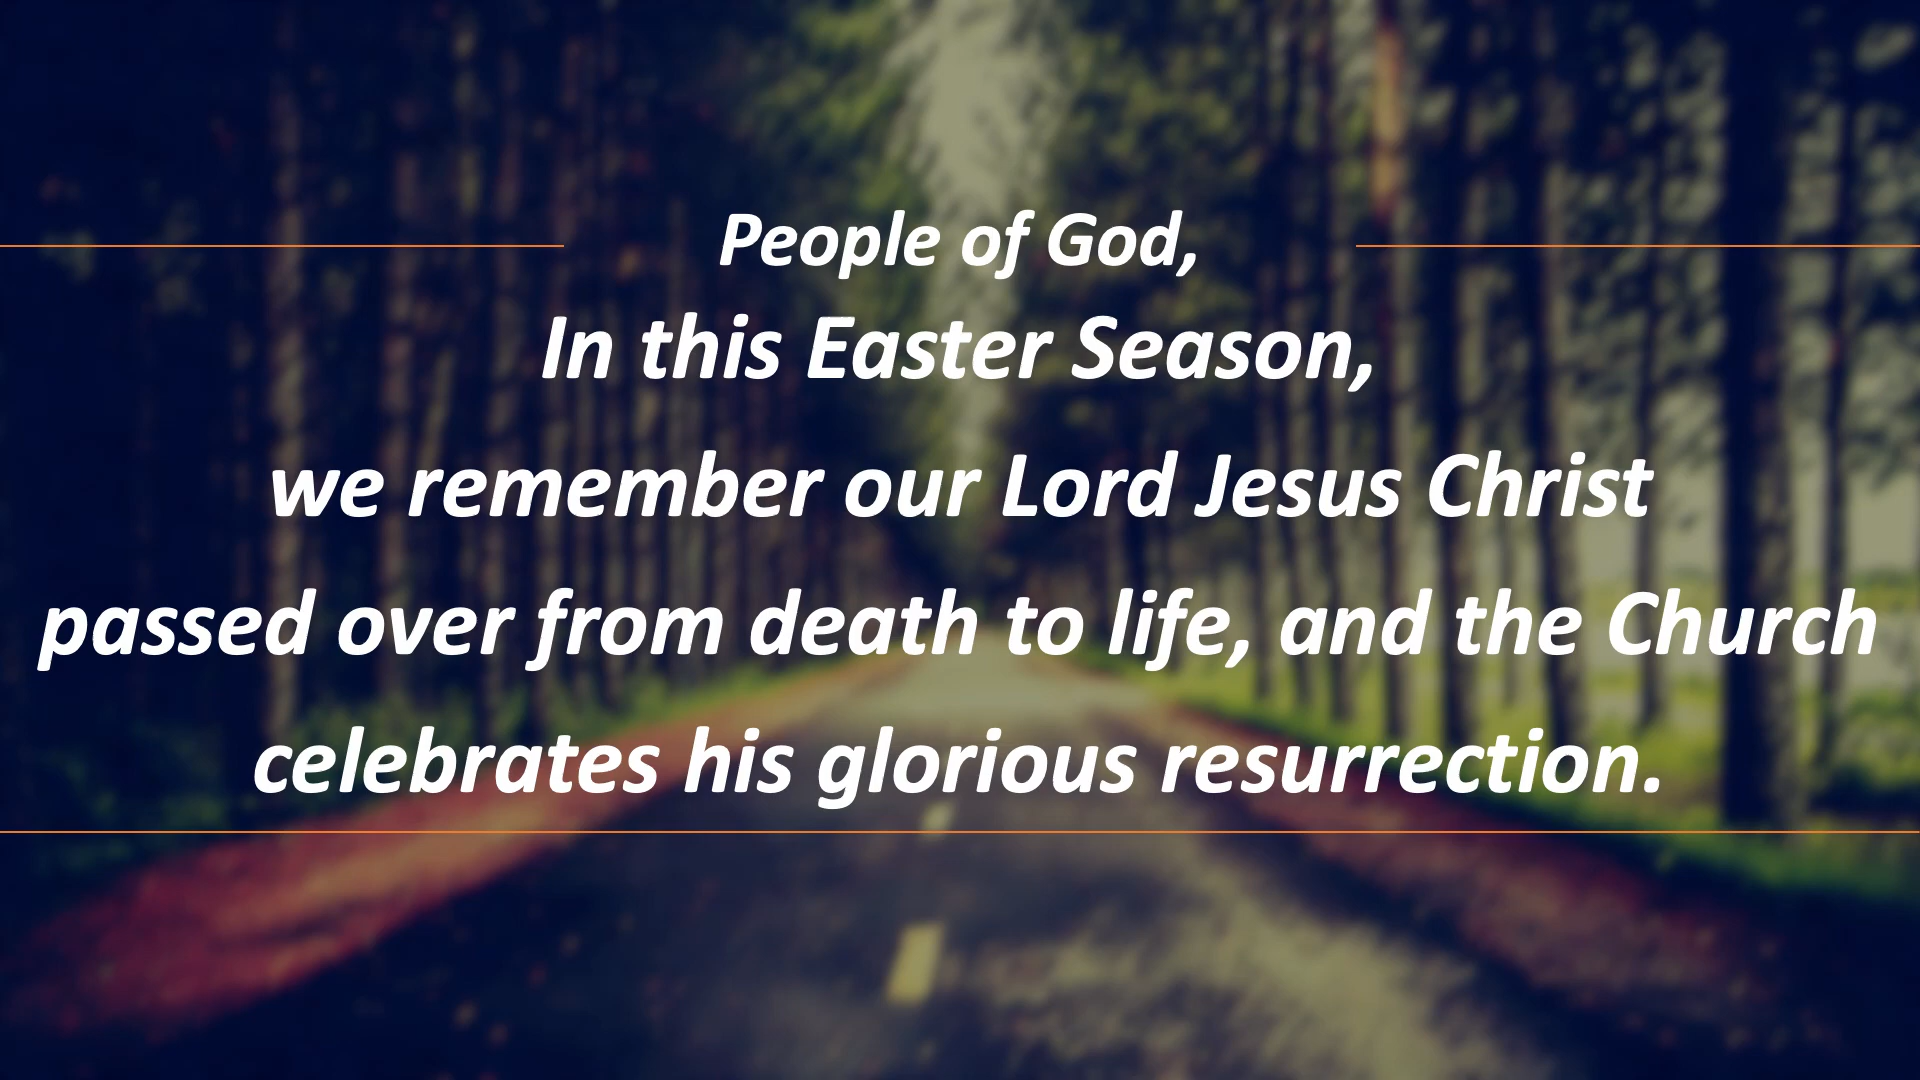 People of God,
In this Easter Season,
we remember our Lord Jesus Christ
passed over from death to life, and the Church
celebrates his glorious resurrection.